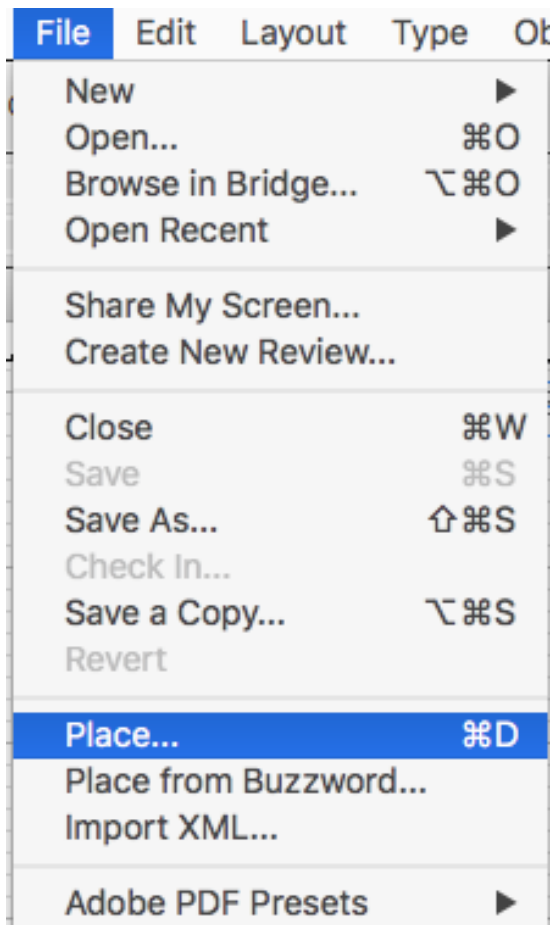 File Edit Layout Type Ob
New ▶
Open... ⌘O
Browse in Bridge... ⌥⌘O
Open Recent ▶
Share My Screen...
Create New Review...
Close ⌘W
Save ⌘S
Save As... ⇧⌘S
Check In...
Save a Copy... ⌥⌘S
Revert
Place... ⌘D
Place from Buzzword...
Import XML...
Adobe PDF Presets ▶